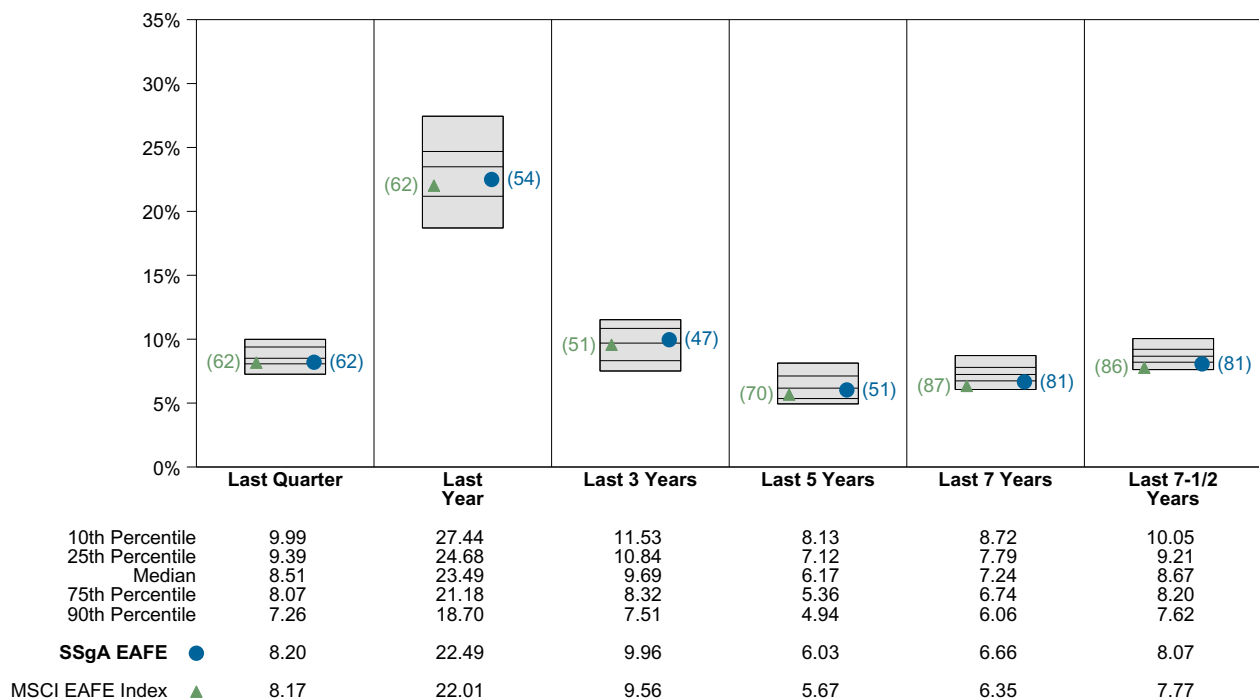 35%
30%
25%
20%
15%
10%
5%
0%
(62) (62)
(62) (54)
(51) (47)
(70) (51)
(87) (81)
(86) (81)
Last Quarter Last Last 3 Years Last 5 Years Last 7 Years Last 7-1/2
Year Years
10th Percentile 9.99 27.44 11.53 8.13 8.72 10.05
25th Percentile 9.39 24.68 10.84 7.12 7.79 9.21
Median 8.51 23.49 9.69 6.17 7.24 8.67
75th Percentile 8.07 21.18 8.32 5.36 6.74 8.20
90th Percentile 7.26 18.70 7.51 4.94 6.06 7.62
SSgA EAFE 8.20 22.49 9.96 6.03 6.66 8.07
MSCI EAFE Index 8.17 22.01 9.56 5.67 6.35 7.77